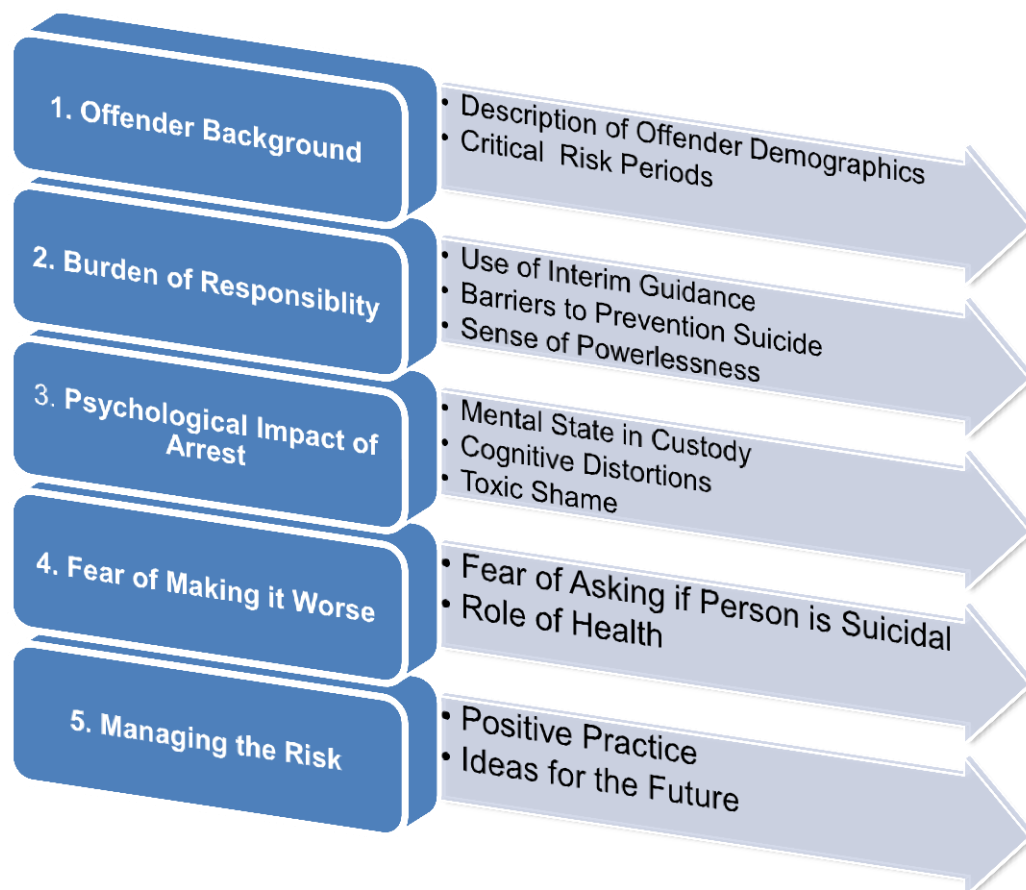 1. Offender Background
• Description of Offender Demographics
• Critical Risk Periods
2. Burden of Responsiblity
• Use of Interim Guidance
• Barriers to Prevention Suicide
• Sense of Powerlessness
3. Psychological Impact of
Arrest
• Mental State in Custody
• Cognitive Distortions
• Toxic Shame
4. Fear of Making it Worse
• Fear of Asking if Person is Suicidal
• Role of Health
5. Managing the Risk
• Positive Practice
• Ideas for the Future